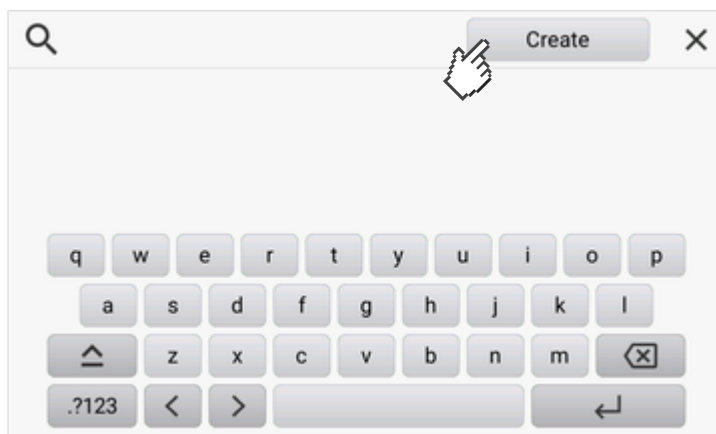 Create
q w e r t y u i o p
a s d f g h j k l
z x c v b n m
.?123 < >